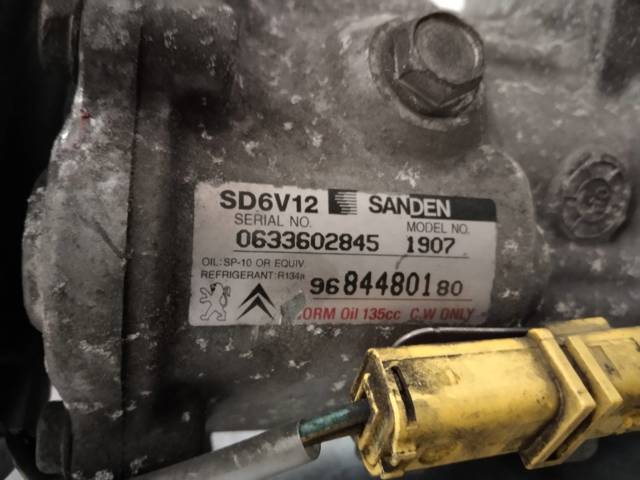 SD6V12 SANDEN
SERIAL NO. MODEL NO.
0633602845 1907
OIL: SP-10 OR EQUIV.
REFRIGERANT: R134a
9684480180
Oil 135cc C.W ONLY